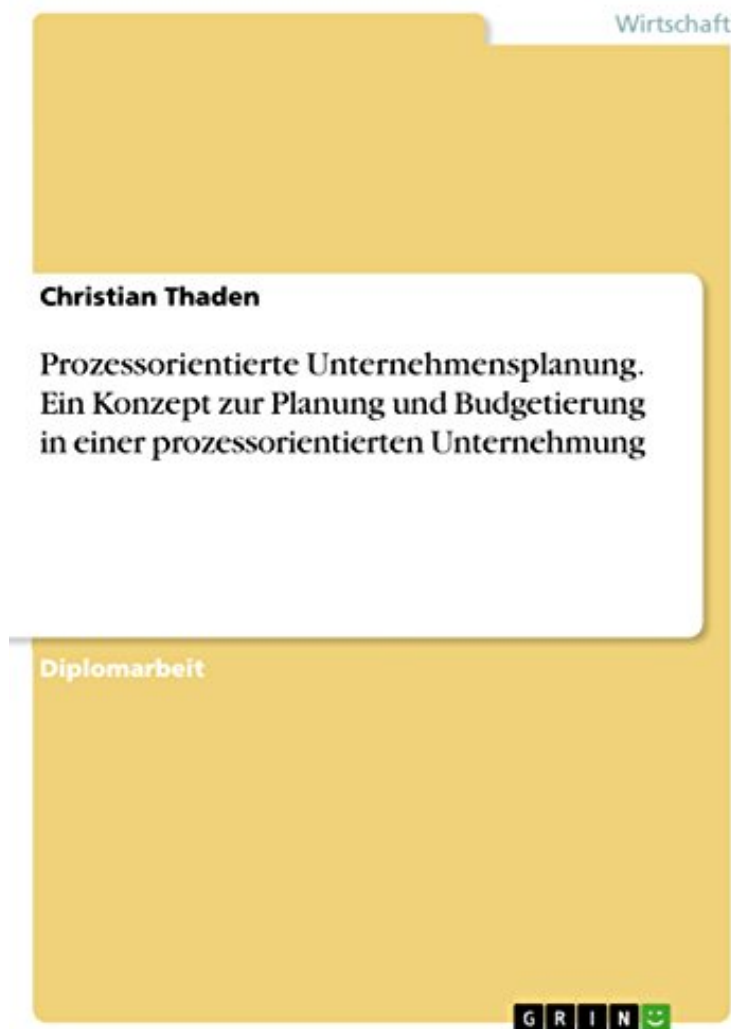 Wirtschaft
Christian Thaden
Prozessorientierte Unternehmensplanung.
Ein Konzept zur Planung und Budgetierung
in einer prozessorientierten Unternehmung
Diplomarbeit
GRIN